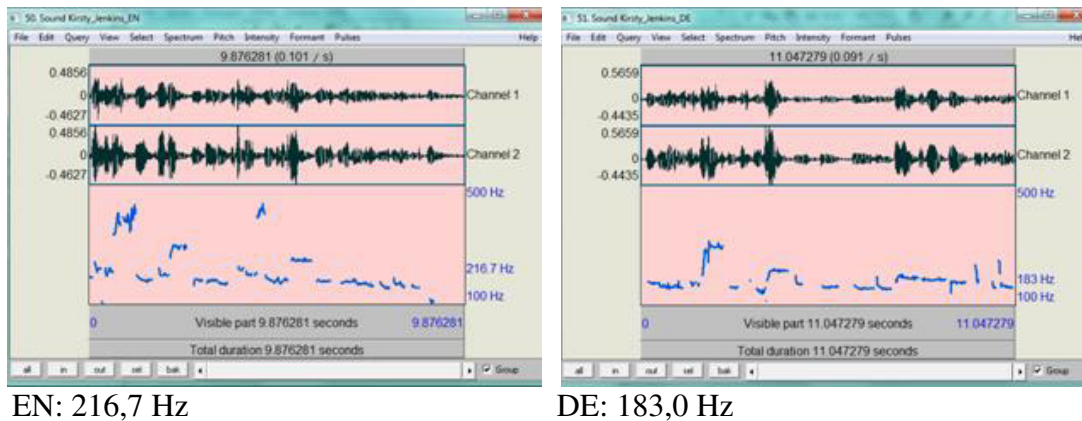 50. Sound Kirsty_Jenkins_EN
File Edit Query View Select Spectrum Pitch Intensity Formant Pulses Help
9.876281 (0.101 / s)
0.4856
0
-0.4627
Channel 1
0.4856
0
-0.4627
Channel 2
500 Hz
216.7 Hz
100 Hz
0 Visible part 9.876281 seconds 9.876281
Total duration 9.876281 seconds
all in out sel bak Group
51. Sound Kirsty_Jenkins_DE
File Edit Query View Select Spectrum Pitch Intensity Formant Pulses Hel
11.047279 (0.091 / s)
0.5659
0
-0.4435
Channel 1
0.5659
0
-0.4435
Channel 2
500 Hz
183 Hz
100 Hz
0 Visible part 11.047279 seconds 11.047279
Total duration 11.047279 seconds
all in out sel bak Group
EN: 216,7 Hz DE: 183,0 Hz